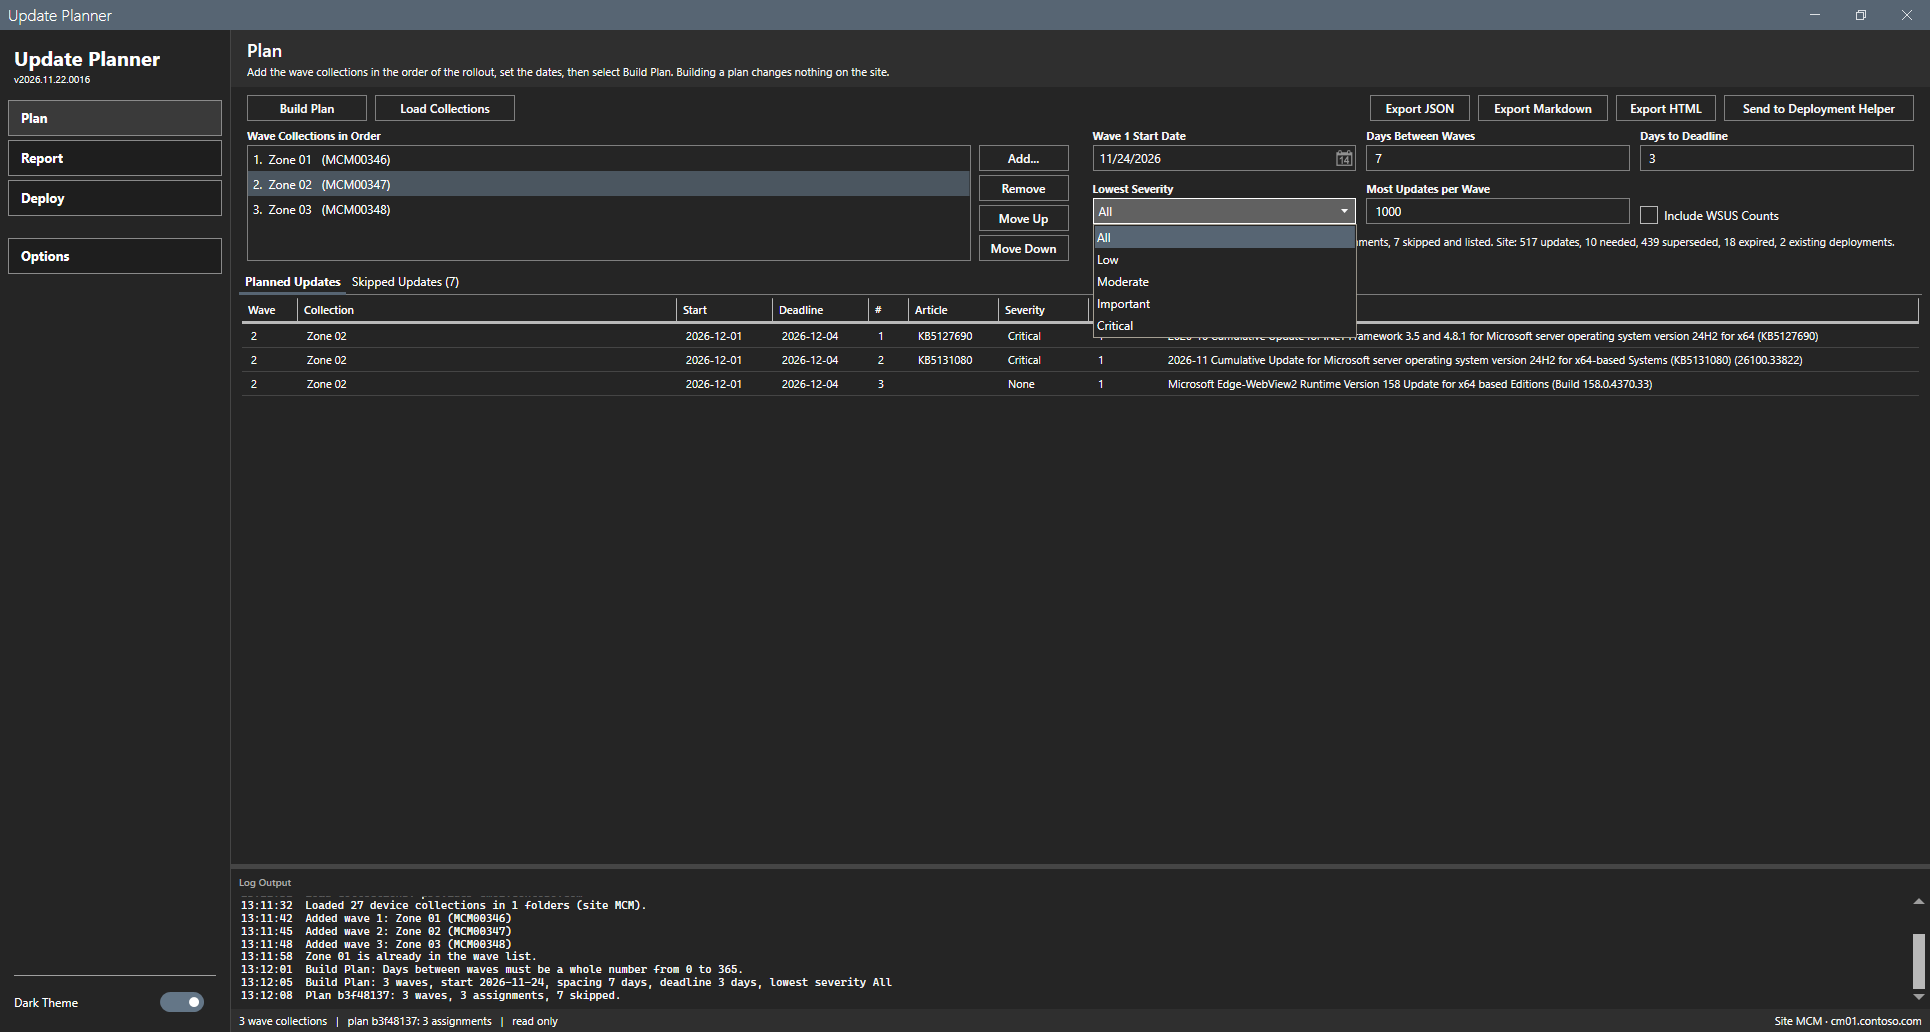 Update Planner
Update Planner
v2026.11.22.0016
Plan
Report
Deploy
Options
Dark Theme
Plan
Add the wave collections in the order of the rollout, set the dates, then select Build Plan. Building a plan changes nothing on the site.
Build Plan Load Collections Export JSON Export Markdown Export HTML Send to Deployment Helper
Wave Collections in Order
1. Zone 01 (MCM00346)
2. Zone 02 (MCM00347)
3. Zone 03 (MCM00348)
Add...
Remove
Move Up
Move Down
Wave 1 Start Date Days Between Waves Days to Deadline
11/24/2026 14 7 3
Lowest Severity Most Updates per Wave
All 1000 Include WSUS Counts
All
Low
Moderate
Important
Critical
7 skipped and listed. Site: 517 updates, 10 needed, 439 superseded, 18 expired, 2 existing deployments.
Planned Updates Skipped Updates (7)
Wave Collection Start Deadline # Article Severity
2 Zone 02 2026-12-01 2026-12-04 1 KB5127690 Critical Framework 3.5 and 4.8.1 for Microsoft server operating system version 24H2 for x64 (KB5127690)
2 Zone 02 2026-12-01 2026-12-04 2 KB5131080 Critical 1 2026-11 Cumulative Update for Microsoft server operating system version 24H2 for x64-based Systems (KB5131080) (26100.33822)
2 Zone 02 2026-12-01 2026-12-04 3 None 1 Microsoft Edge-WebView2 Runtime Version 158 Update for x64 based Editions (Build 158.0.4370.33)
Log Output
13:11:32 Loaded 27 device collections in 1 folders (site MCM).
13:11:42 Added wave 1: Zone 01 (MCM00346)
13:11:45 Added wave 2: Zone 02 (MCM00347)
13:11:48 Added wave 3: Zone 03 (MCM00348)
13:11:58 Zone 01 is already in the wave list.
13:12:01 Build Plan: Days between waves must be a whole number from 0 to 365.
13:12:05 Build Plan: 3 waves, start 2026-11-24, spacing 7 days, deadline 3 days, lowest severity All
13:12:08 Plan b3f48137: 3 waves, 3 assignments, 7 skipped.
3 wave collections | plan b3f48137: 3 assignments | read only
Site MCM · cm01.contoso.com